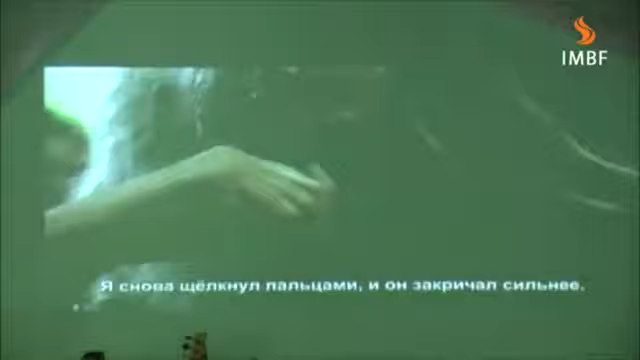 IMBF
Я снова щёлкнул пальцами, и он закричал сильнее.